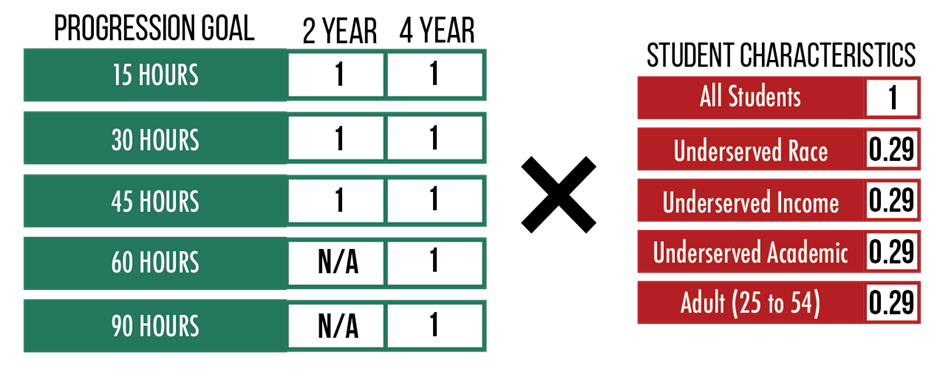 PROGRESSION GOAL 2 YEAR 4 YEAR
15 HOURS 1 1
30 HOURS 1 1
45 HOURS 1 1
60 HOURS N/A 1
90 HOURS N/A 1
STUDENT CHARACTERISTICS
All Students 1
Underserved Race 0.29
Underserved Income 0.29
Underserved Academic 0.29
Adult (25 to 54) 0.29